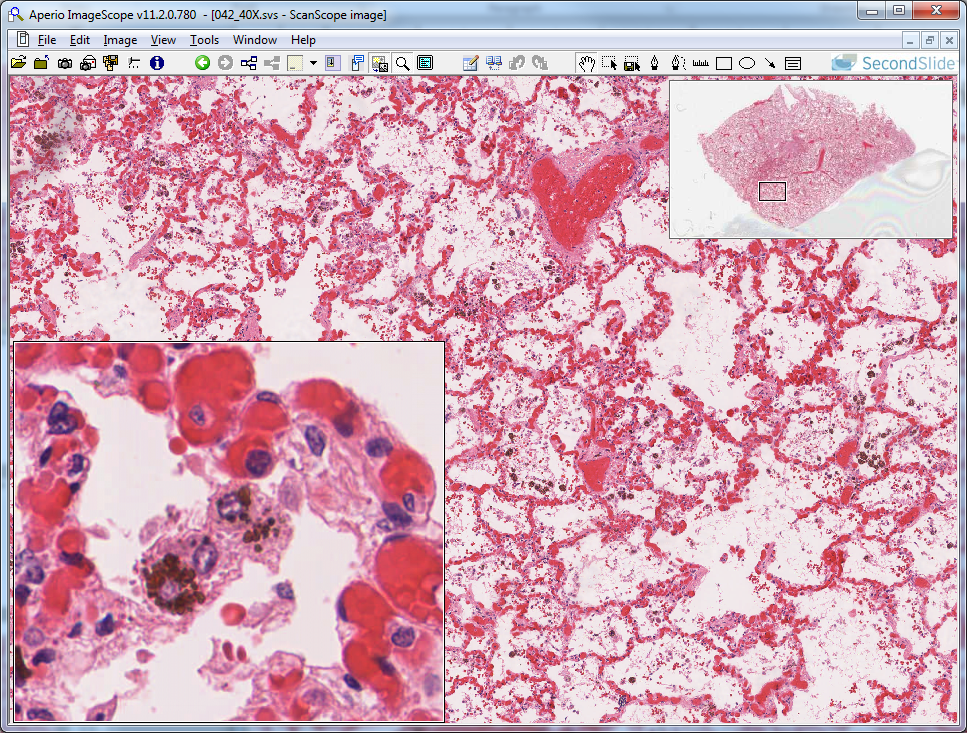 Aperio ImageScope v11.2.0.780 - [042_40X.svs - ScanScope image]
File Edit Image View Tools Window Help
SecondSlide